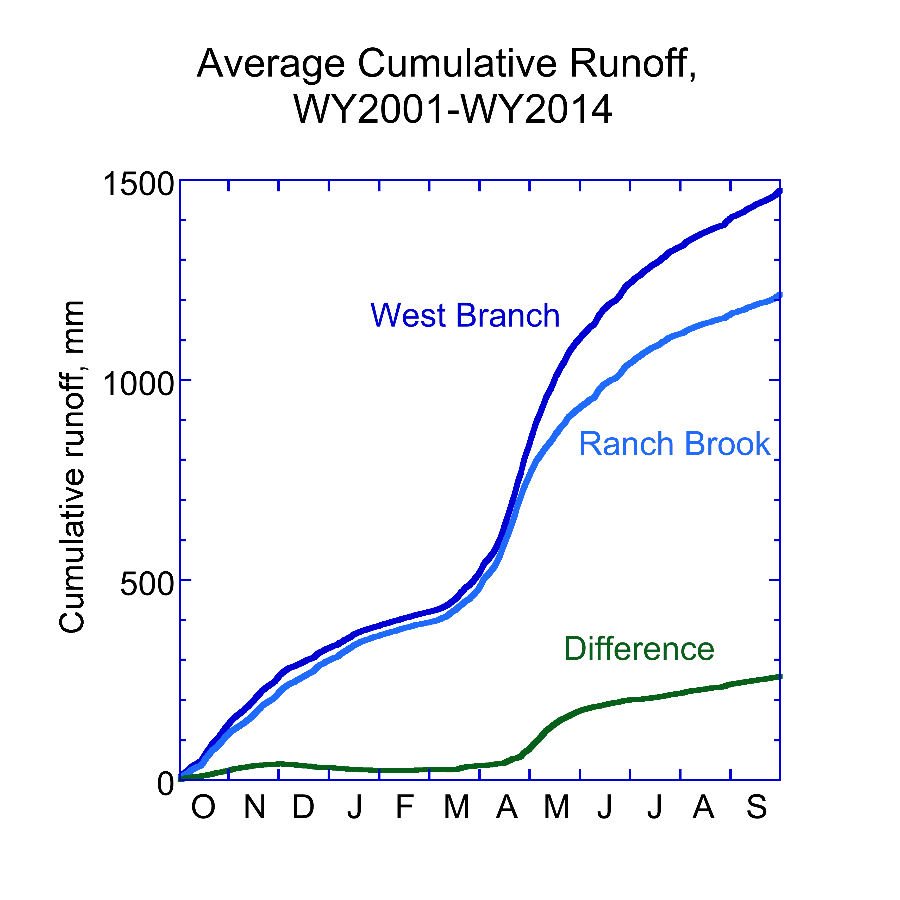 Average Cumulative Runoff,
WY2001-WY2014
1500
1000
500
0
Cumulative runoff, mm
West Branch
Ranch Brook
Difference
O N D J F M A M J J A S